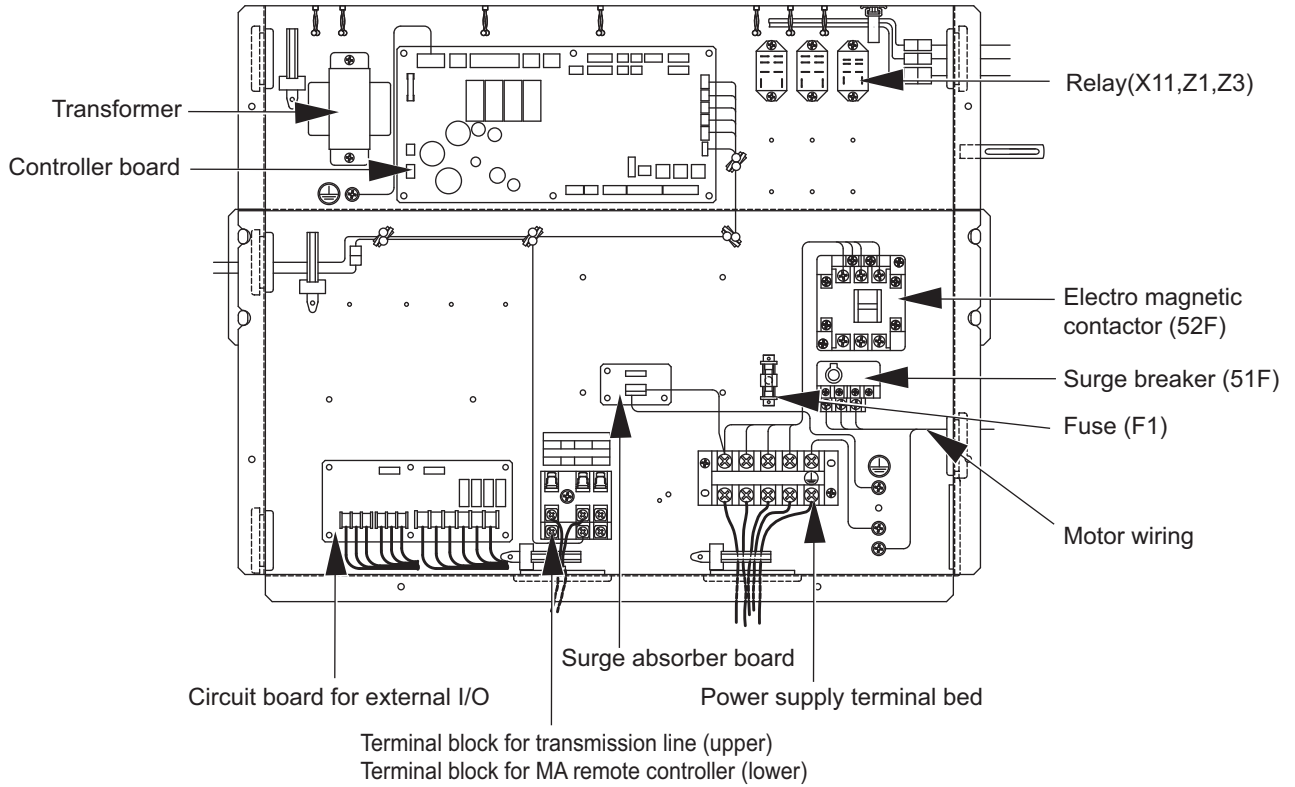 Transformer
Controller board
Relay(X11,Z1,Z3)
Electro magnetic
contactor (52F)
Surge breaker (51F)
Fuse (F1)
Motor wiring
Surge absorber board
Circuit board for external I/O
Power supply terminal bed
Terminal block for transmission line (upper)
Terminal block for MA remote controller (lower)